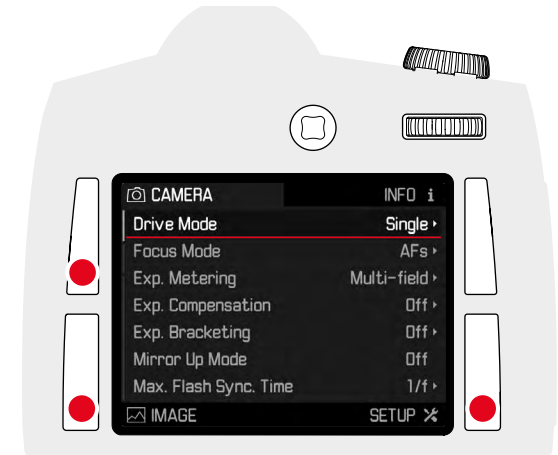 CAMERA INFO i
Drive Mode Single
Focus Mode AFs
Exp. Metering Multi-field
Exp. Compensation Off
Exp. Bracketing Off
Mirror Up Mode Off
Max. Flash Sync. Time 1/f
IMAGE SETUP